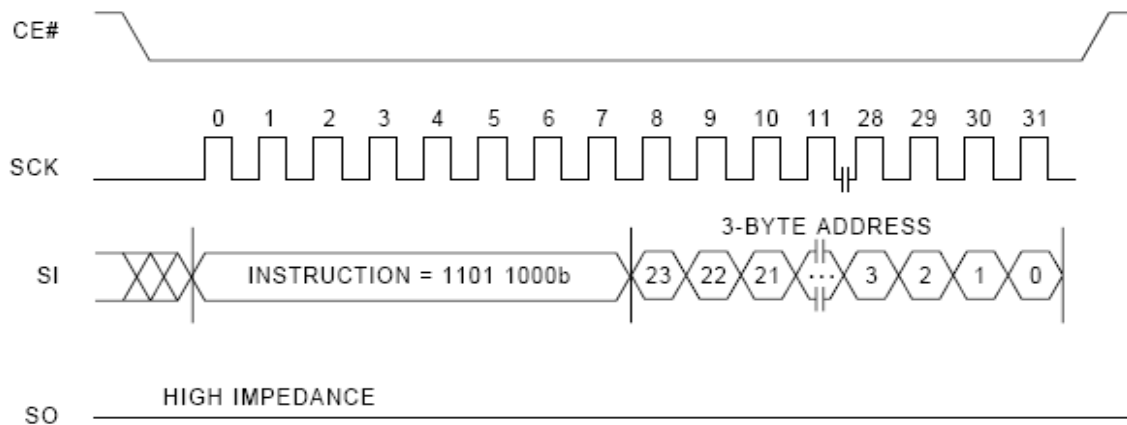 CE#
0 1 2 3 4 5 6 7 8 9 10 11 28 29 30 31
SCK
3-BYTE ADDRESS
SI INSTRUCTION = 1101 1000b 23 22 21 ... 3 2 1 0
HIGH IMPEDANCE
SO